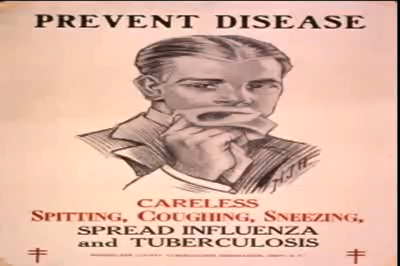 PREVENT DISEASE
H.J.H.
CARELESS
SPITTING, COUGHING, SNEEZING,
SPREAD INFLUENZA
and TUBERCULOSIS